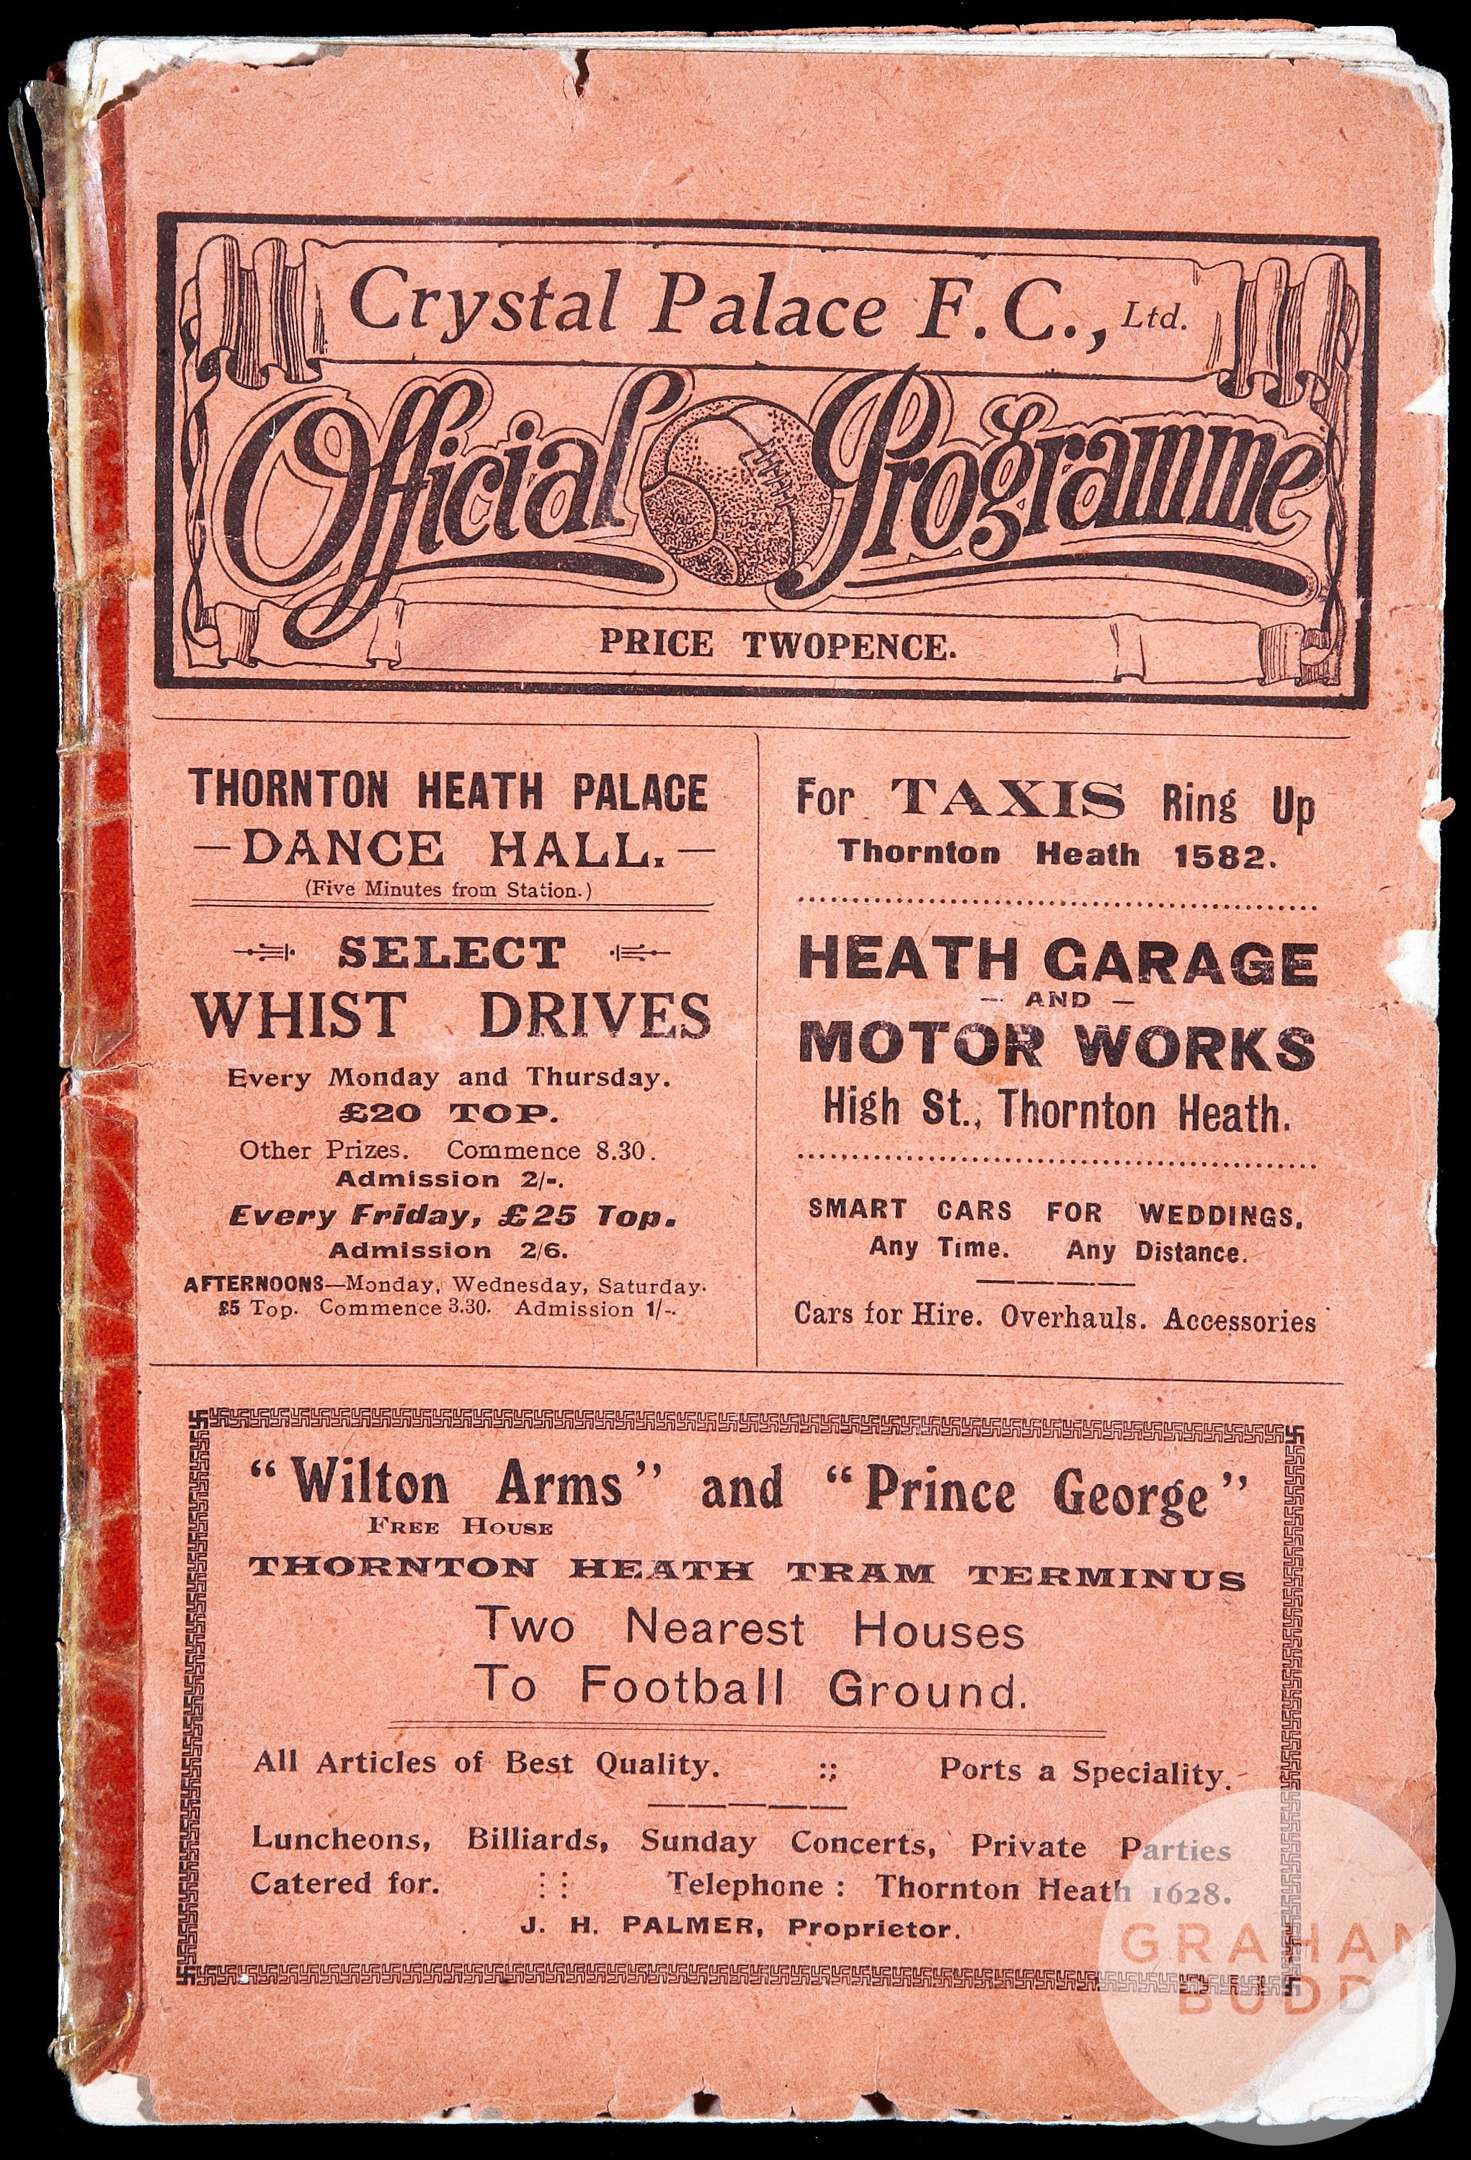 Crystal Palace F.C., Ltd.
Official Programme
PRICE TWOPENCE.
THORNTON HEATH PALACE
—DANCE HALL.—
(Five Minutes from Station.)
SELECT
WHIST DRIVES
Every Monday and Thursday.
£20 TOP.
Other Prizes. Commence 8.30.
Admission 2/-.
Every Friday, £25 Top.
Admission 2/6.
AFTERNOONS—Monday, Wednesday, Saturday.
£5 Top. Commence 3.30. Admission 1/-.
For TAXIS Ring Up
Thornton Heath 1582.
HEATH GARAGE
— AND —
MOTOR WORKS
High St., Thornton Heath.
SMART CARS FOR WEDDINGS,
Any Time. Any Distance.
Cars for Hire. Overhauls. Accessories
"Wilton Arms" and "Prince George"
FREE HOUSE
THORNTON HEATH TRAM TERMINUS
Two Nearest Houses
To Football Ground.
All Articles of Best Quality. :: Ports a Speciality.
Luncheons, Billiards, Sunday Concerts, Private Parties
Catered for. :: Telephone : Thornton Heath 1628.
J. H. PALMER, Proprietor.
GRAHAM
BUDD